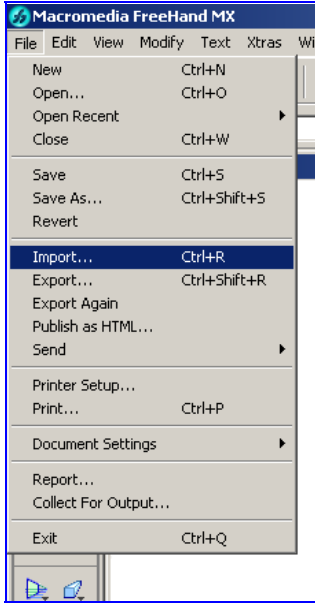 Macromedia FreeHand MX
File Edit View Modify Text Xtras Wi
New Ctrl+N
Open... Ctrl+O
Open Recent
Close Ctrl+W
Save Ctrl+S
Save As... Ctrl+Shift+S
Revert
Import... Ctrl+R
Export... Ctrl+Shift+R
Export Again
Publish as HTML...
Send
Printer Setup...
Print... Ctrl+P
Document Settings
Report...
Collect For Output...
Exit Ctrl+Q